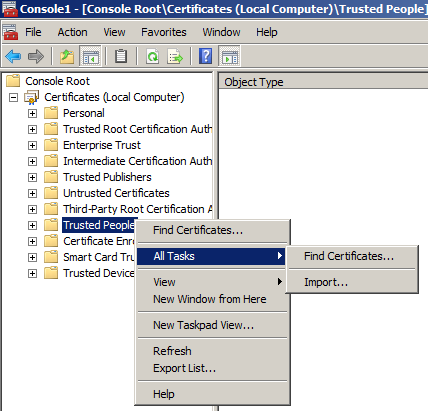 Console1 - [Console Root\Certificates (Local Computer)\Trusted People]
File Action View Favorites Window Help
Console Root
Object Type
Certificates (Local Computer)
Personal
Trusted Root Certification Auth
Enterprise Trust
Intermediate Certification Auth
Trusted Publishers
Untrusted Certificates
Third-Party Root Certification A
Trusted People
Certificate Enro
Smart Card Trus
Trusted Device
Find Certificates...
All Tasks
View
New Window from Here
New Taskpad View...
Refresh
Export List...
Help
Find Certificates...
Import...